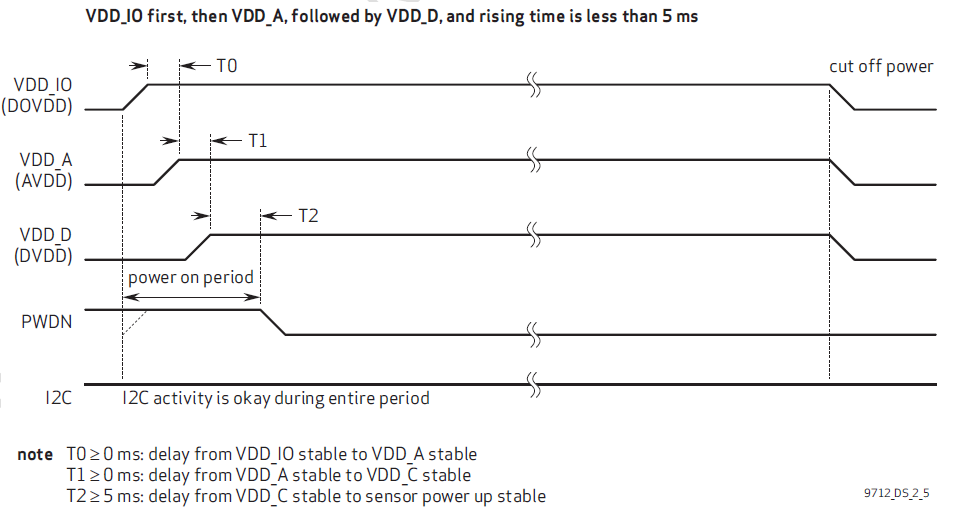 VDD_IO first, then VDD_A, followed by VDD_D, and rising time is less than 5 ms
T0
cut off power
VDD_IO
(DOVDD)
T1
VDD_A
(AVDD)
T2
VDD_D
(DVDD)
power on period
PWDN
I2C I2C activity is okay during entire period
note T0 ≥ 0 ms: delay from VDD_IO stable to VDD_A stable
T1 ≥ 0 ms: delay from VDD_A stable to VDD_C stable
T2 ≥ 5 ms: delay from VDD_C stable to sensor power up stable
9712_DS_2_5